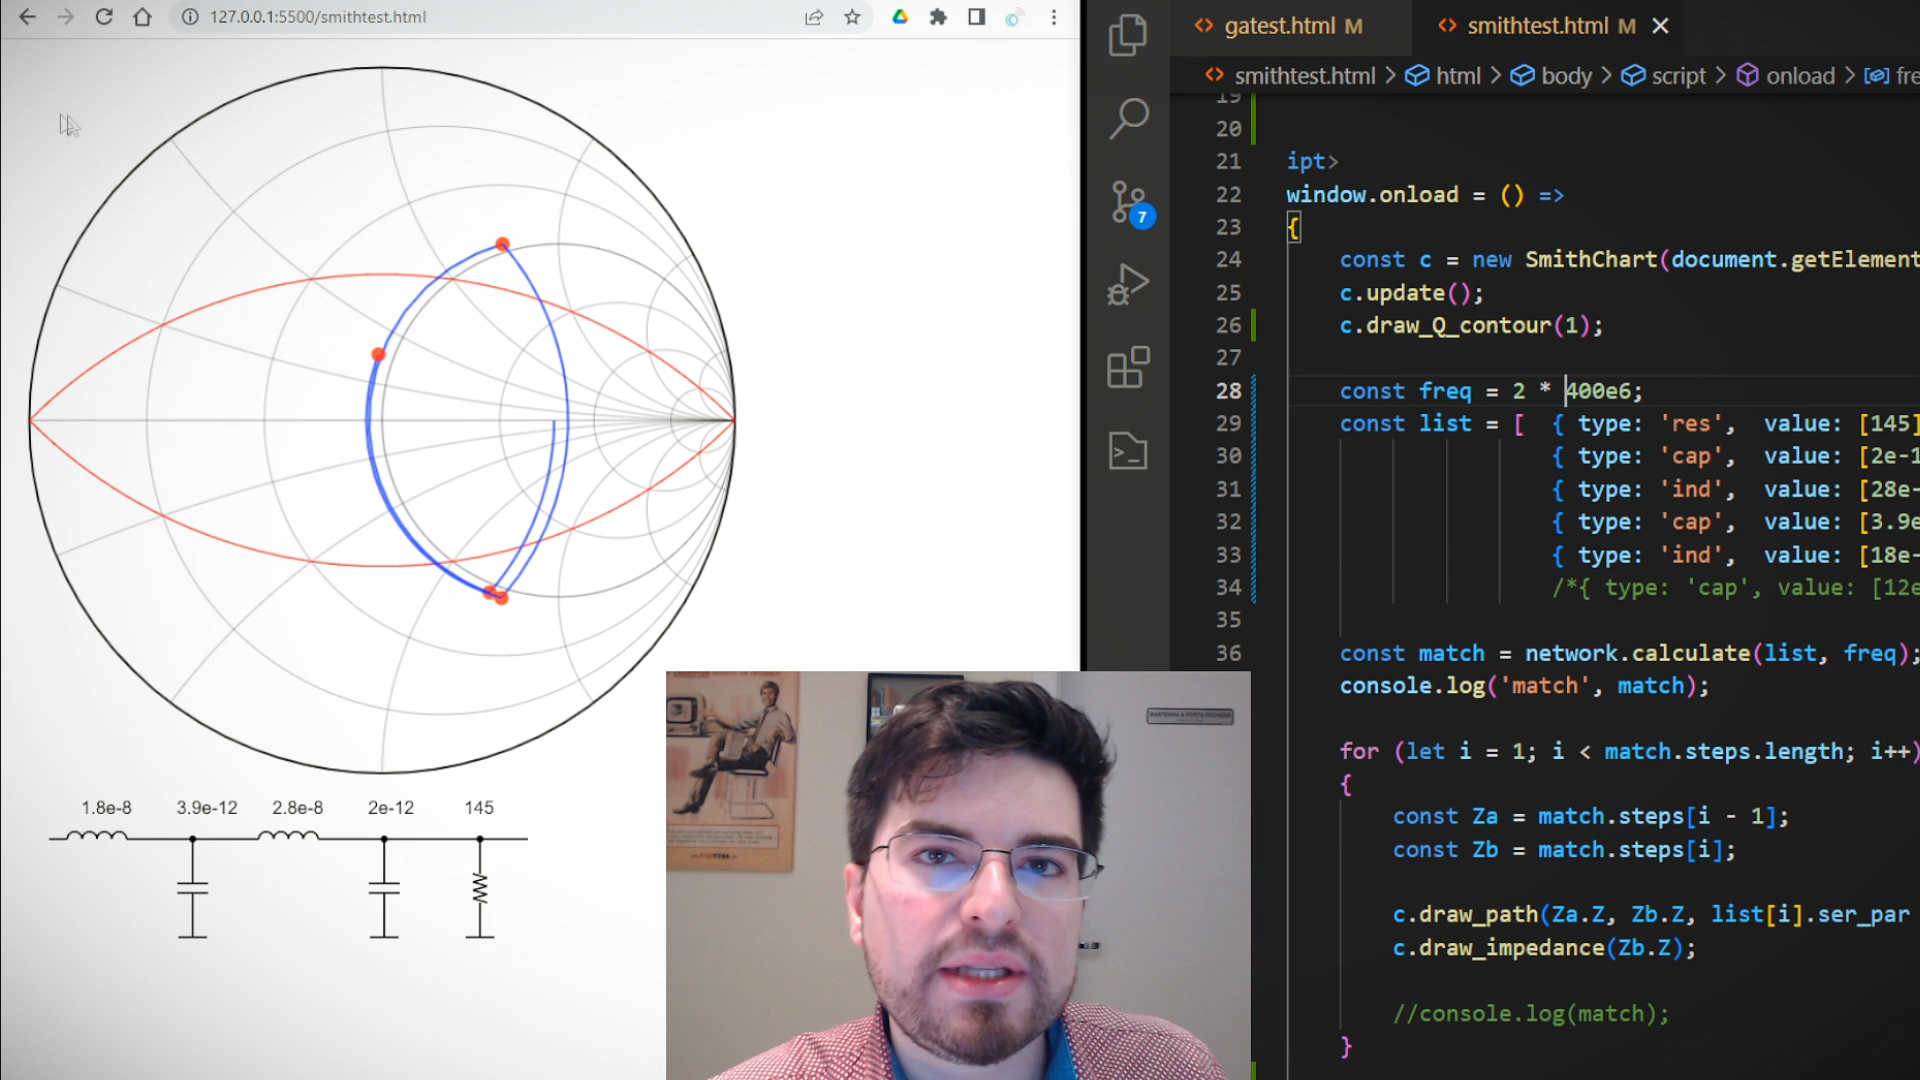 127.0.0.1:5500/smithtest.html
1.8e-8 3.9e-12 2.8e-8 2e-12 145
7
gatest.html M smithtest.html M
smithtest.html > html > body > script > onload > fre
19
20
21 ipt>
22 window.onload = () =>
23 {
24 const c = new SmithChart(document.getElement
25 c.update();
26 c.draw_Q_contour(1);
27
28 const freq = 2 * 400e6;
29 const list = [ { type: 'res', value: [145]
30 { type: 'cap', value: [2e-1
31 { type: 'ind', value: [28e-
32 { type: 'cap', value: [3.9e
33 { type: 'ind', value: [18e-
34 /*{ type: 'cap', value: [12e
35
36 const match = network.calculate(list, freq);
console.log('match', match);
for (let i = 1; i < match.steps.length; i++)
{
const Za = match.steps[i - 1];
const Zb = match.steps[i];
c.draw_path(Za.Z, Zb.Z, list[i].ser_par
c.draw_impedance(Zb.Z);
//console.log(match);
}